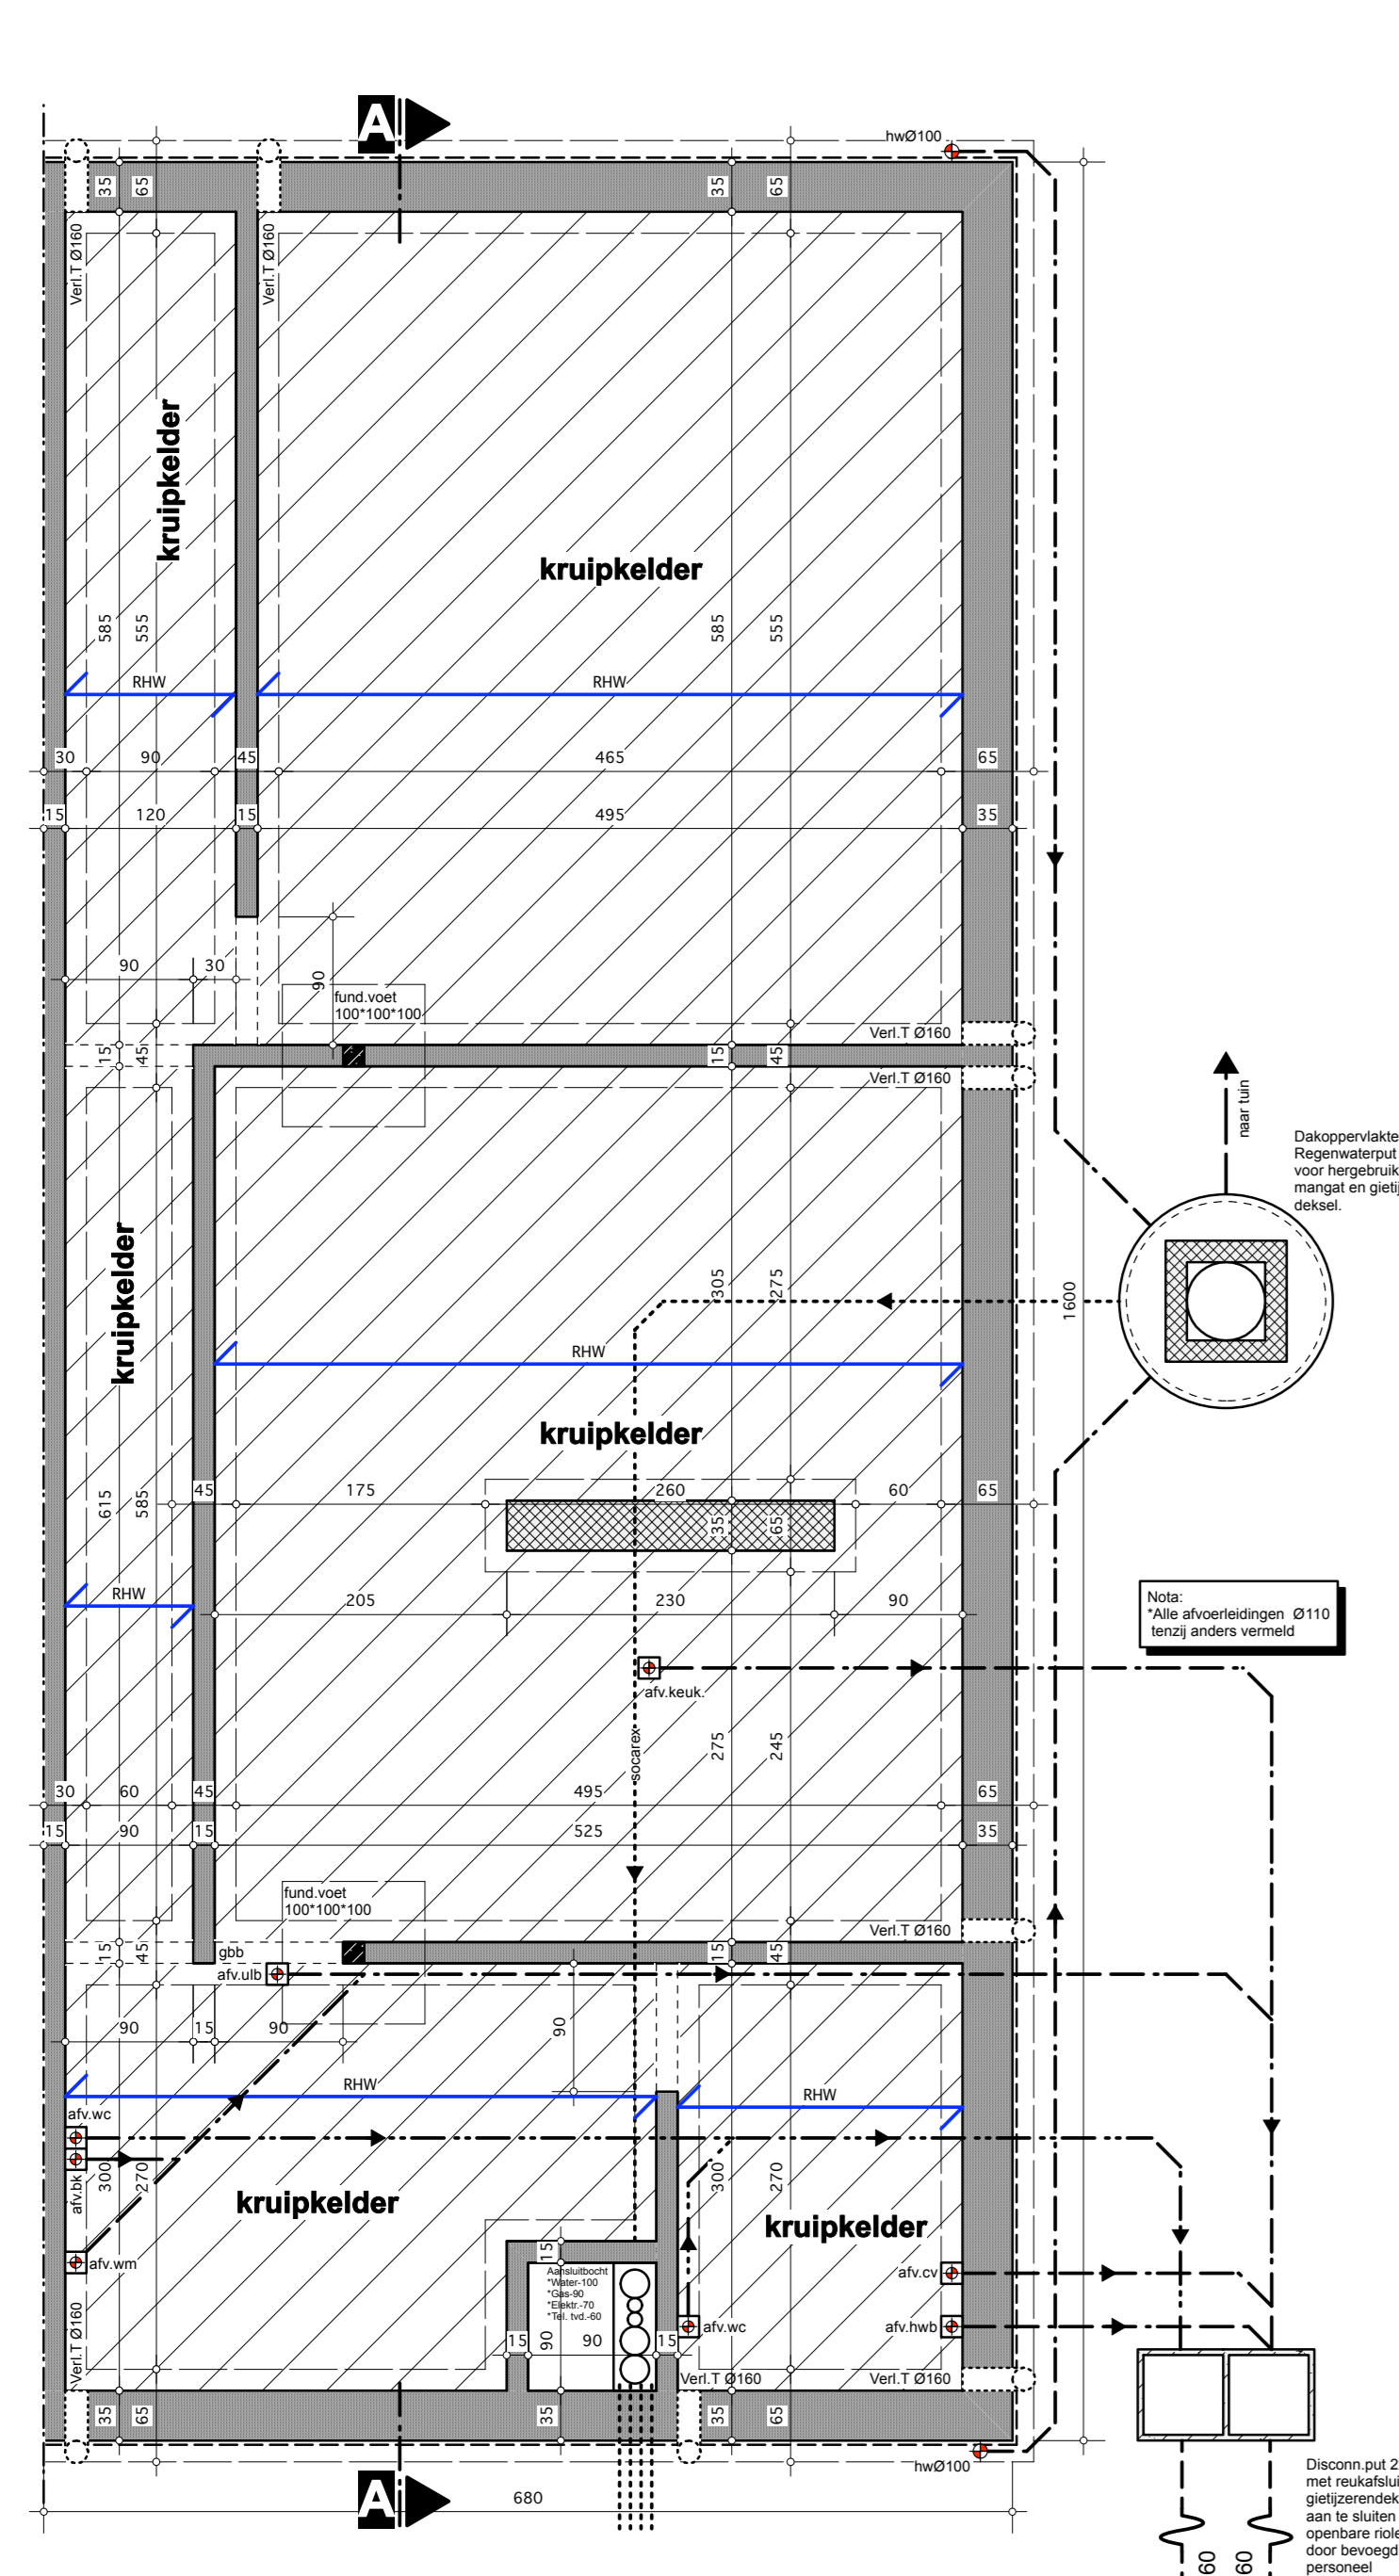 A
hwØ100
35
65
35
65
Verl.T Ø160
Verl.T Ø160
kruipkelder
kruipkelder
585
555
585
555
RHW
RHW
30
90
45
465
65
15
120
15
495
35
90
30
90
fund.voet
100*100*100
Verl.T Ø160
15
45
15
45
Verl.T Ø160
naar tuin
Dakoppervlakte
Regenwaterput
voor hergebruik
mangat en gietij
deksel.
kruipkelder
305
275
1600
RHW
kruipkelder
615
585
45
175
260
60
65
35
65
RHW
205
230
90
Nota:
*Alle afvoerleidingen Ø110
tenzij anders vermeld
afv.keuk.
socarex
275
245
30
60
45
495
65
15
90
15
525
35
fund.voet
100*100*100
Verl.T Ø160
15
45
gbb
15
45
afv.ulb
90
15
90
90
RHW
RHW
afv.wc
afv.bk
300
270
300
270
kruipkelder
kruipkelder
afv.wm
15
Aansluitbocht
*Water-100
*Gas-90
*Elektr.-70
*Tel. tvd.-60
afv.cv
afv.wc
afv.hwb
15
90
90
15
Verl.T Ø160
Verl.T Ø160
Verl.T Ø160
35
65
35
35
65
hwØ100
A
680
Disconn.put 2
met reukafslui
gietijzerendek
aan te sluiten
openbare riole
door bevoegd
personeel
60
60